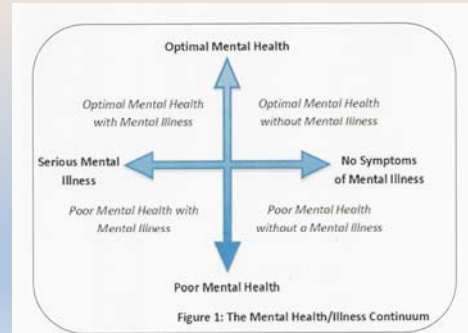 Optimal Mental Health
Optimal Mental Health
with Mental Illness
Optimal Mental Health
without Mental Illness
Serious Mental
Illness
No Symptoms
of Mental Illness
Poor Mental Health with
Mental Illness
Poor Mental Health
without a Mental Illness
Poor Mental Health
Figure 1: The Mental Health/Illness Continuum